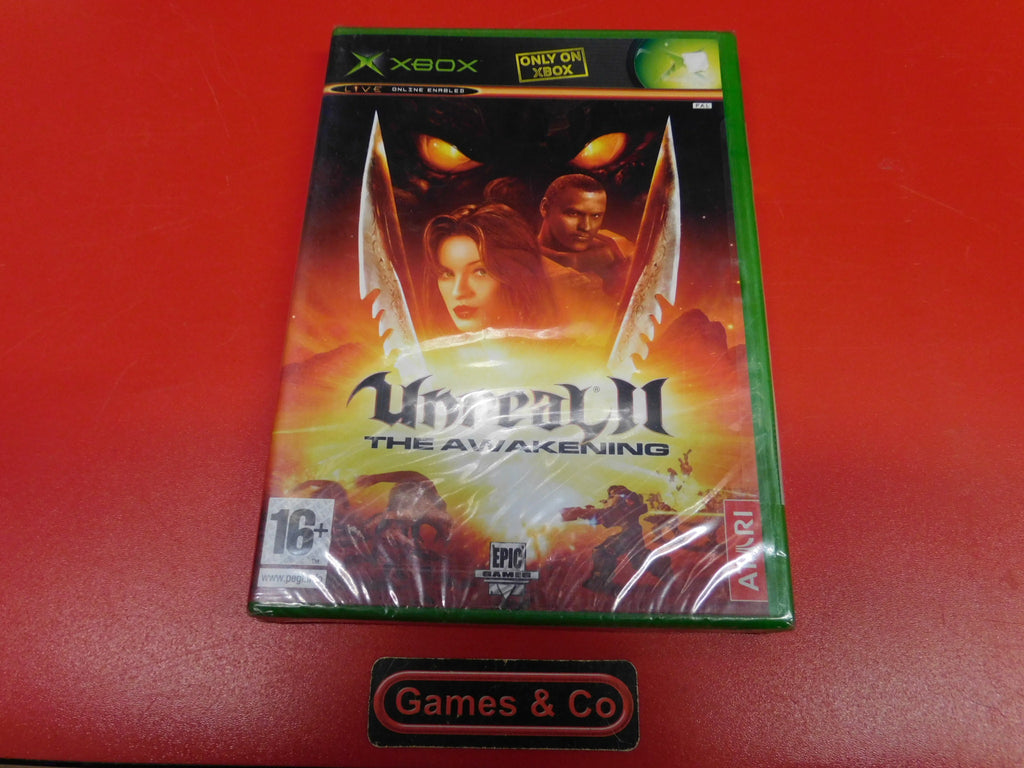 XBOX
ONLY ON
XBOX
LIVE ONLINE ENABLED
PAL
Unreal II
®
THE AWAKENING
16+
TM
www.pegi.info
EPIC
GAMES
ATARI
Games & Co